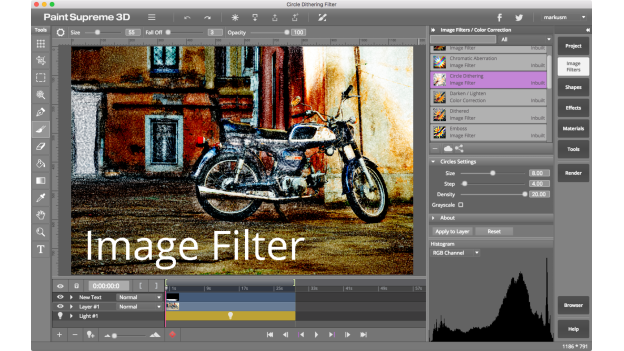 Circle Dithering Filter
PaintSupreme 3D
markusm
Tools
Size 55 Fall Off 3 Opacity 100
Image Filters / Color Correction
All
Image Filter Inbuilt
Chromatic Aberration
Image Filter Inbuilt
Circle Dithering
Image Filter Inbuilt
Darken / Lighten
Color Correction Inbuilt
Dithered
Image Filter Inbuilt
Emboss
Image Filter Inbuilt
Circles Settings
Size 8.00
Step 4.00
Density 20.00
Grayscale
About
Apply to Layer Reset
Histogram
RGB Channel
Project
Image
Filters
Shapes
Effects
Materials
Tools
Render
Browser
Help
Image Filter
T
0:00:00:0 [ ]
New Text Normal
Layer #1 Normal
Light #1
1186 * 791